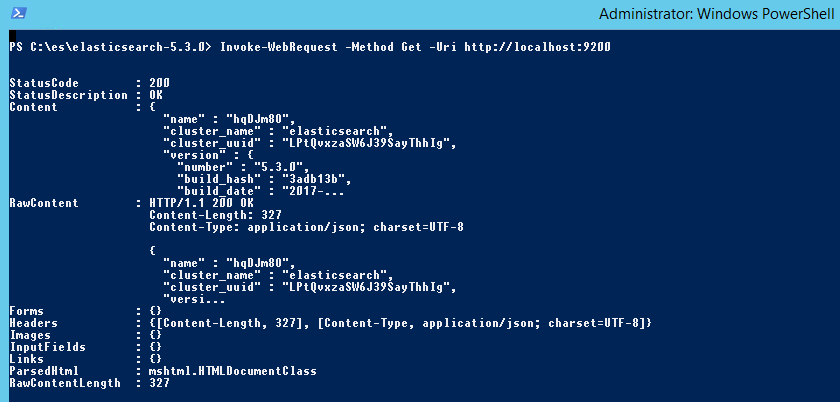 Administrator: Windows PowerShell
PS C:\es\elasticsearch-5.3.0> Invoke-WebRequest -Method Get -Uri http://localhost:9200
StatusCode : 200
StatusDescription : OK
Content : {
"name" : "hqDJm80",
"cluster_name" : "elasticsearch",
"cluster_uuid" : "LPtQvxzaSW6J39SayThhIg",
"version" : {
"number" : "5.3.0",
"build_hash" : "3adb13b",
"build_date" : "2017-...
RawContent : HTTP/1.1 200 OK
Content-Length: 327
Content-Type: application/json; charset=UTF-8
{
"name" : "hqDJm80",
"cluster_name" : "elasticsearch",
"cluster_uuid" : "LPtQvxzaSW6J39SayThhIg",
"versi...
Forms : {}
Headers : {[Content-Length, 327], [Content-Type, application/json; charset=UTF-8]}
Images : {}
InputFields : {}
Links : {}
ParsedHtml : mshtml.HTMLDocumentClass
RawContentLength : 327